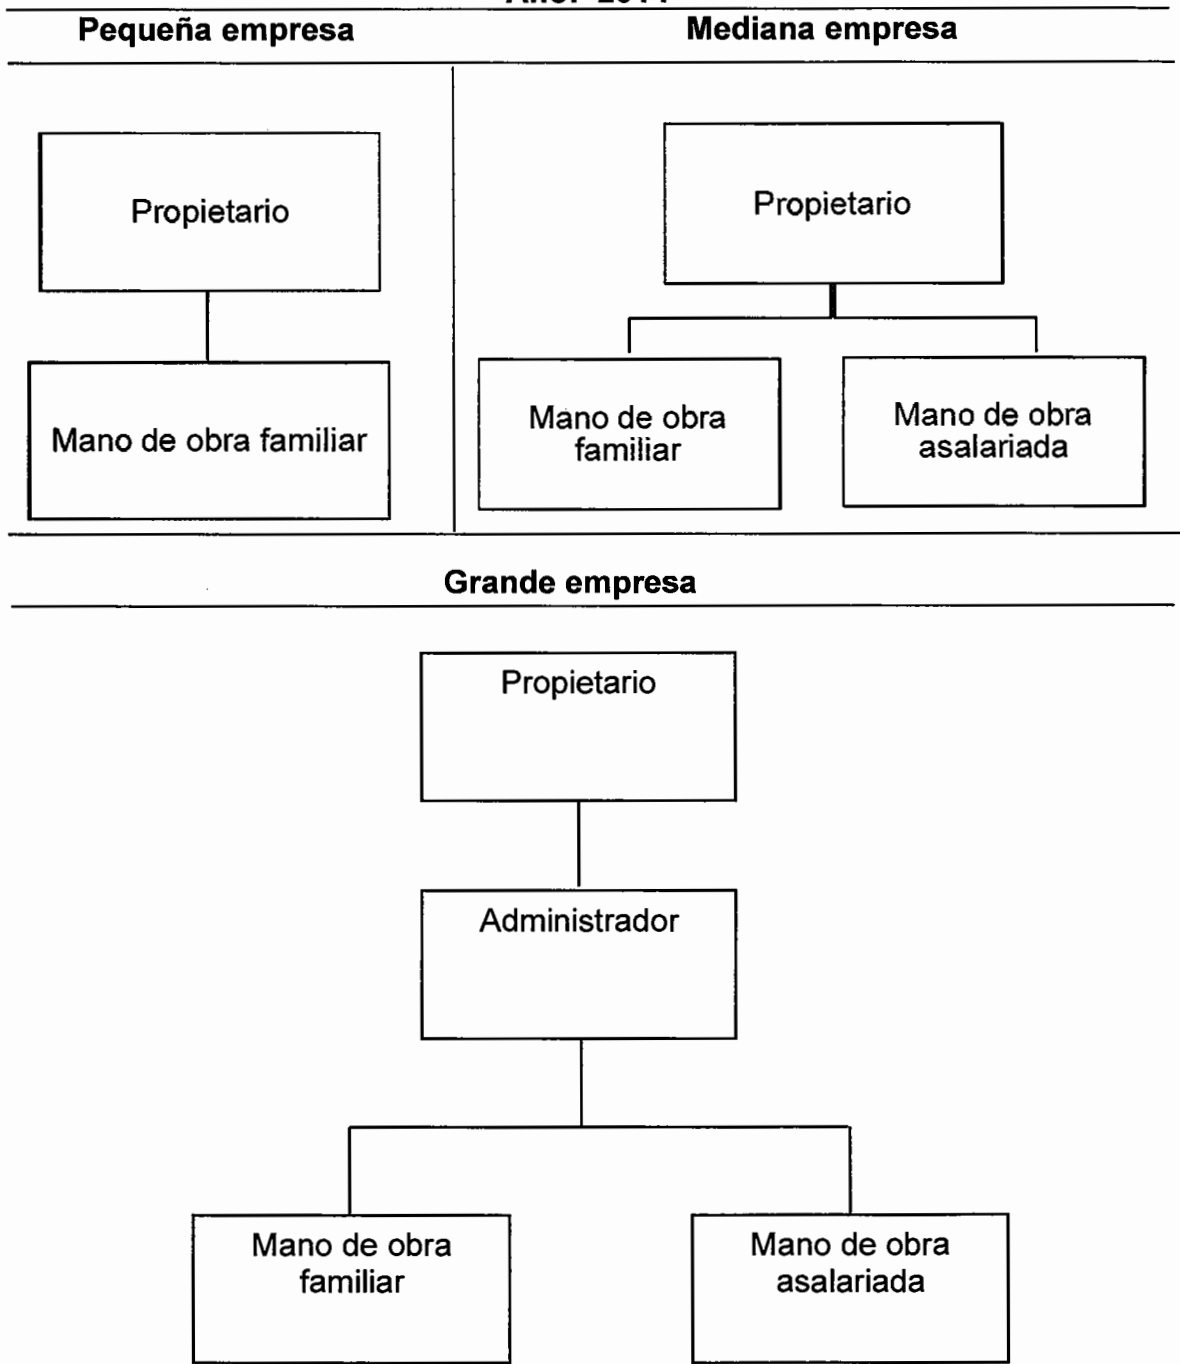 Pequeña empresa
Mediana empresa
Propietario
Mano de obra familiar
Propietario
Mano de obra
familiar
Mano de obra
asalariada
Grande empresa
Propietario
Administrador
Mano de obra
familiar
Mano de obra
asalariada